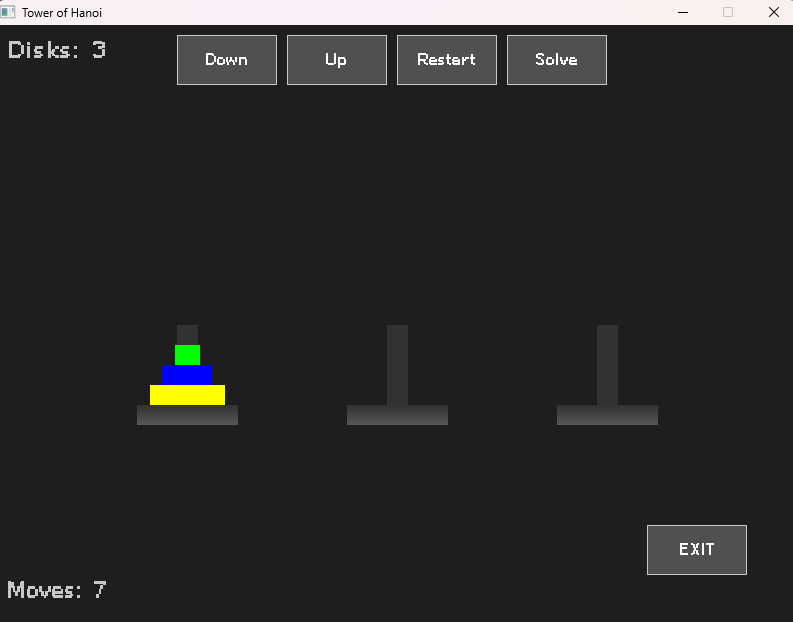 Tower of Hanoi
Disks: 3
Down
Up
Restart
Solve
EXIT
Moves: 7